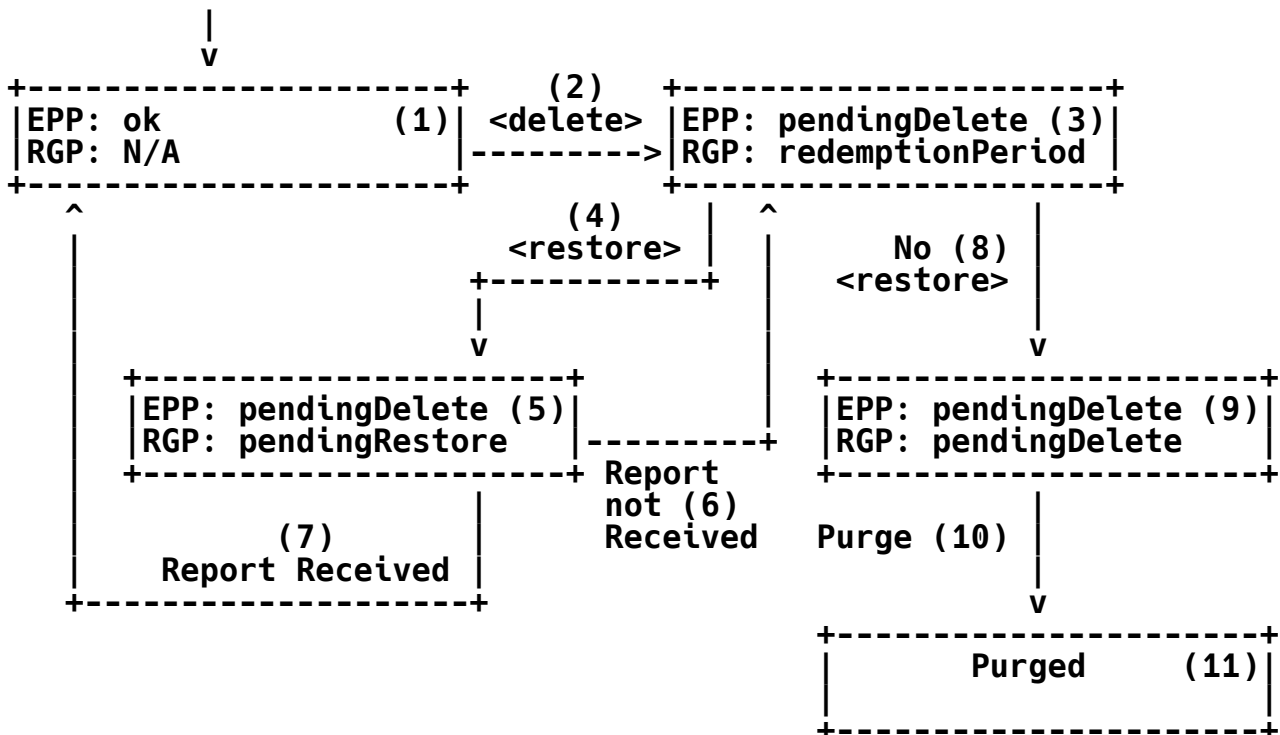 (2)
EPP: ok (1) <delete> EPP: pendingDelete (3)
RGP: N/A RGP: redemptionPeriod
(4)
<restore> No (8)
<restore>
EPP: pendingDelete (5) EPP: pendingDelete (9)
RGP: pendingRestore RGP: pendingDelete
Report
not (6)
(7) Received Purge (10)
Report Received
Purged (11)